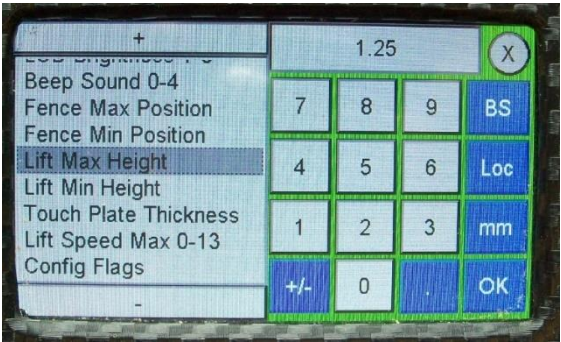 +
Beep Sound 0-4
Fence Max Position
Fence Min Position
Lift Max Height
Lift Min Height
Touch Plate Thickness
Lift Speed Max 0-13
Config Flags
-
1.25
X
7 8 9 BS
4 5 6 Loc
1 2 3 mm
+/- 0 . OK